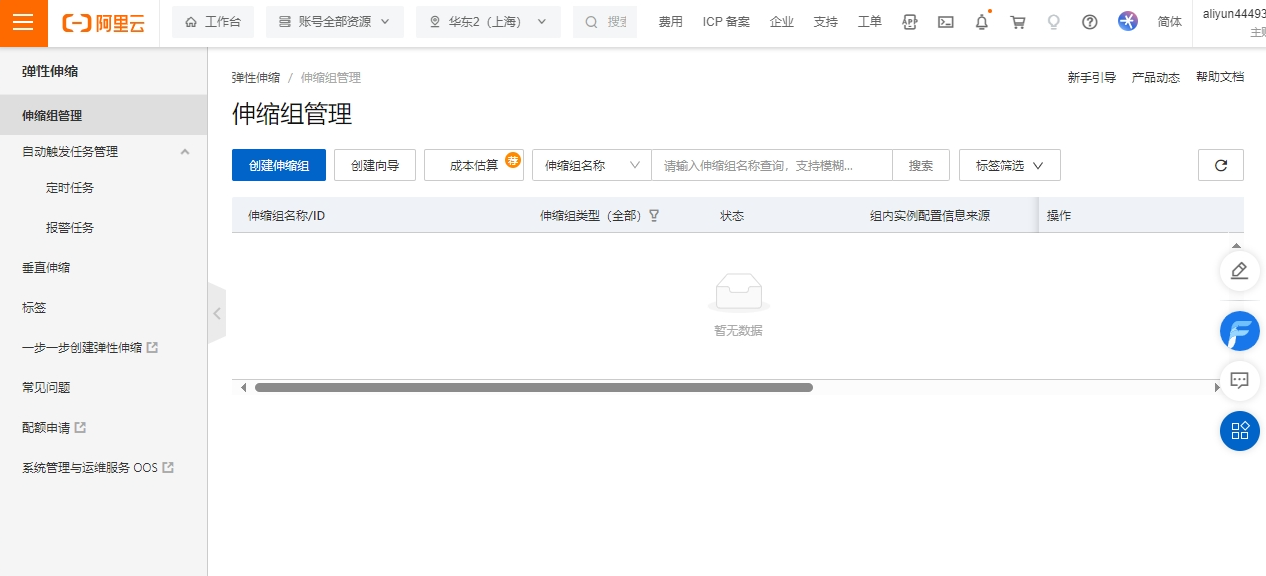 阿里云
工作台
账号全部资源
华东2（上海）
搜
费用
ICP 备案
企业
支持
工单
简体
aliyun44493
弹性伸缩
伸缩组管理
自动触发任务管理
定时任务
报警任务
垂直伸缩
标签
一步一步创建弹性伸缩
常见问题
配额申请
系统管理与运维服务 OOS
弹性伸缩 / 伸缩组管理
新手引导 产品动态 帮助文档
伸缩组管理
创建伸缩组
创建向导
成本估算
荐
伸缩组名称
请输入伸缩组名称查询，支持模糊...
搜索
标签筛选
伸缩组名称/ID
伸缩组类型（全部）
状态
组内实例配置信息来源
操作
暂无数据